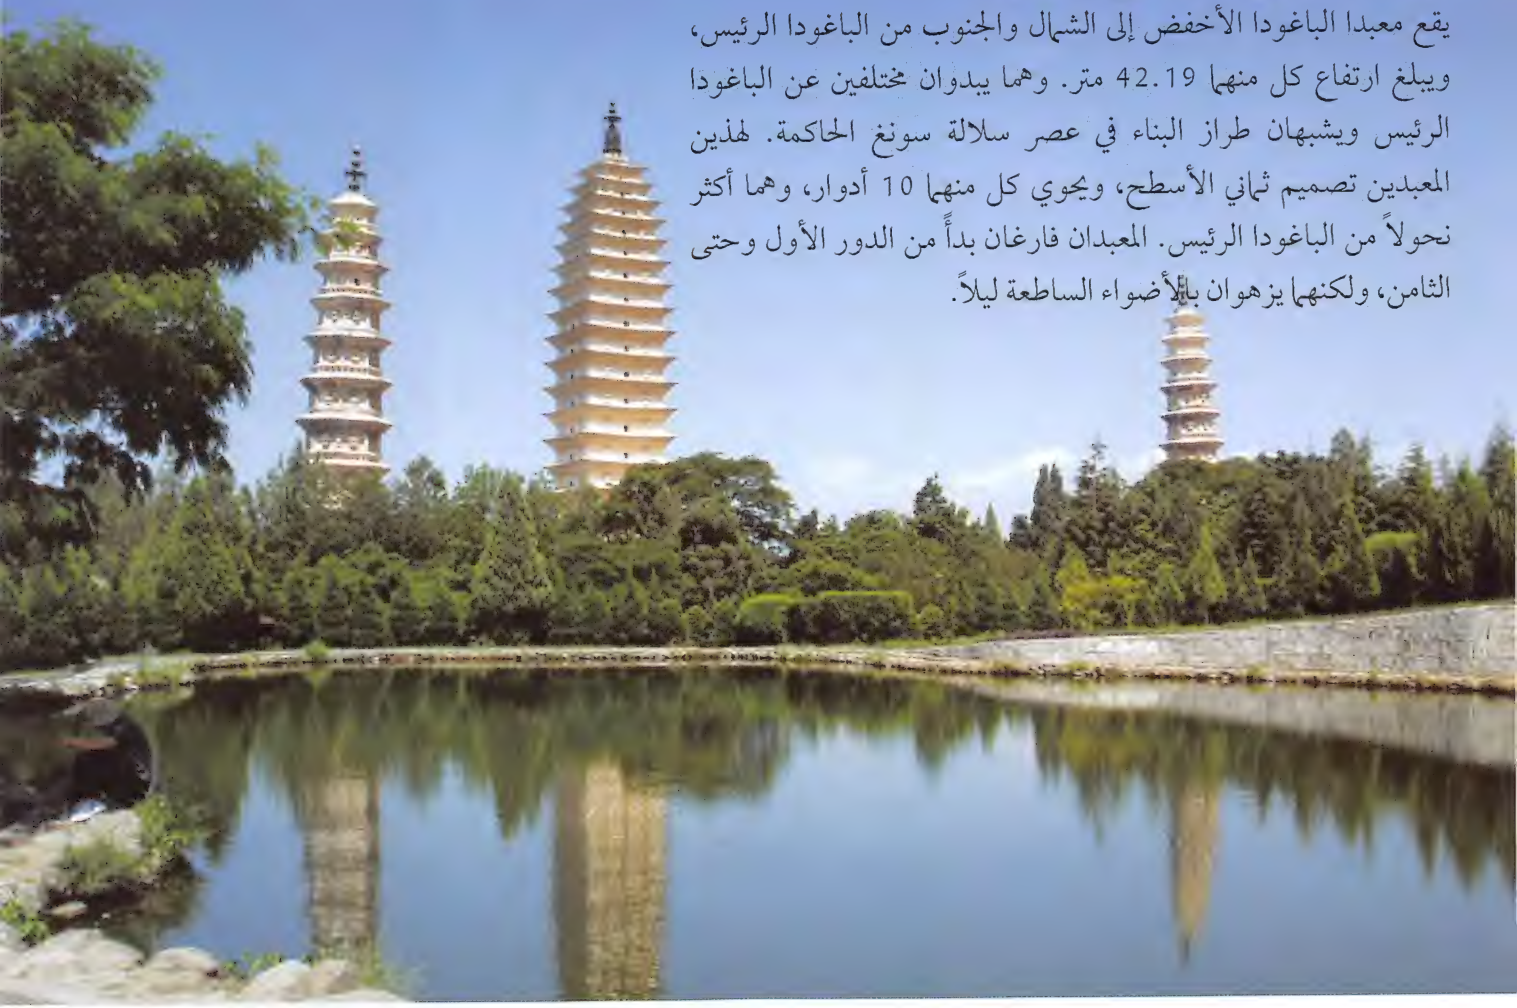 يقع معبدا الباغودا الأخفض إلى الشمال والجنوب من الباغودا الرئيس،
ويبلغ ارتفاع كل منهما 42.19 متر. وهما يبدوان مختلفين عن الباغودا
الرئيس ويشبهان طراز البناء في عصر سلالة سونغ الحاكمة. لهذين
المعبدين تصميم ثماني الأسطح، ويحوي كل منهما 10 أدوار، وهما أكثر
نحولاً من الباغودا الرئيس. المعبدان فارغان بدأً من الدور الأول وحتى
الثامن، ولكنهما يزهوان بالأضواء الساطعة ليلاً.